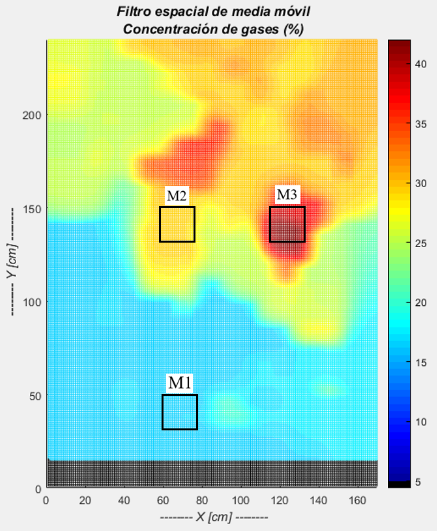 Filtro espacial de media móvil
Concentración de gases (%)
M2
M3
M1
-------- Y [cm] --------
200
150
100
50
0
0 20 40 60 80 100 120 140 160
-------- X [cm] --------
40
35
30
25
20
15
10
5